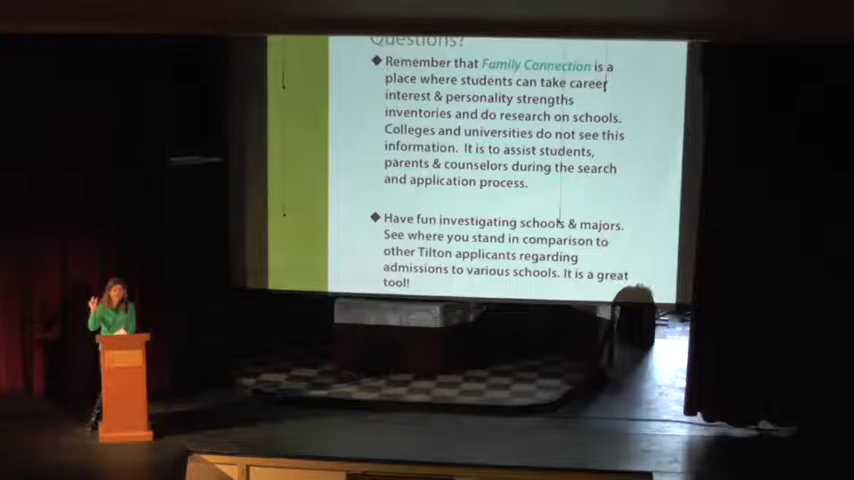 Questions?
◆ Remember that Family Connection is a
place where students can take career
interest & personality strengths
inventories and do research on schools.
Colleges and universities do not see this
information. It is to assist students,
parents & counselors during the search
and application process.
◆ Have fun investigating schools & majors.
See where you stand in comparison to
other Tilton applicants regarding
admissions to various schools. It is a great
tool!